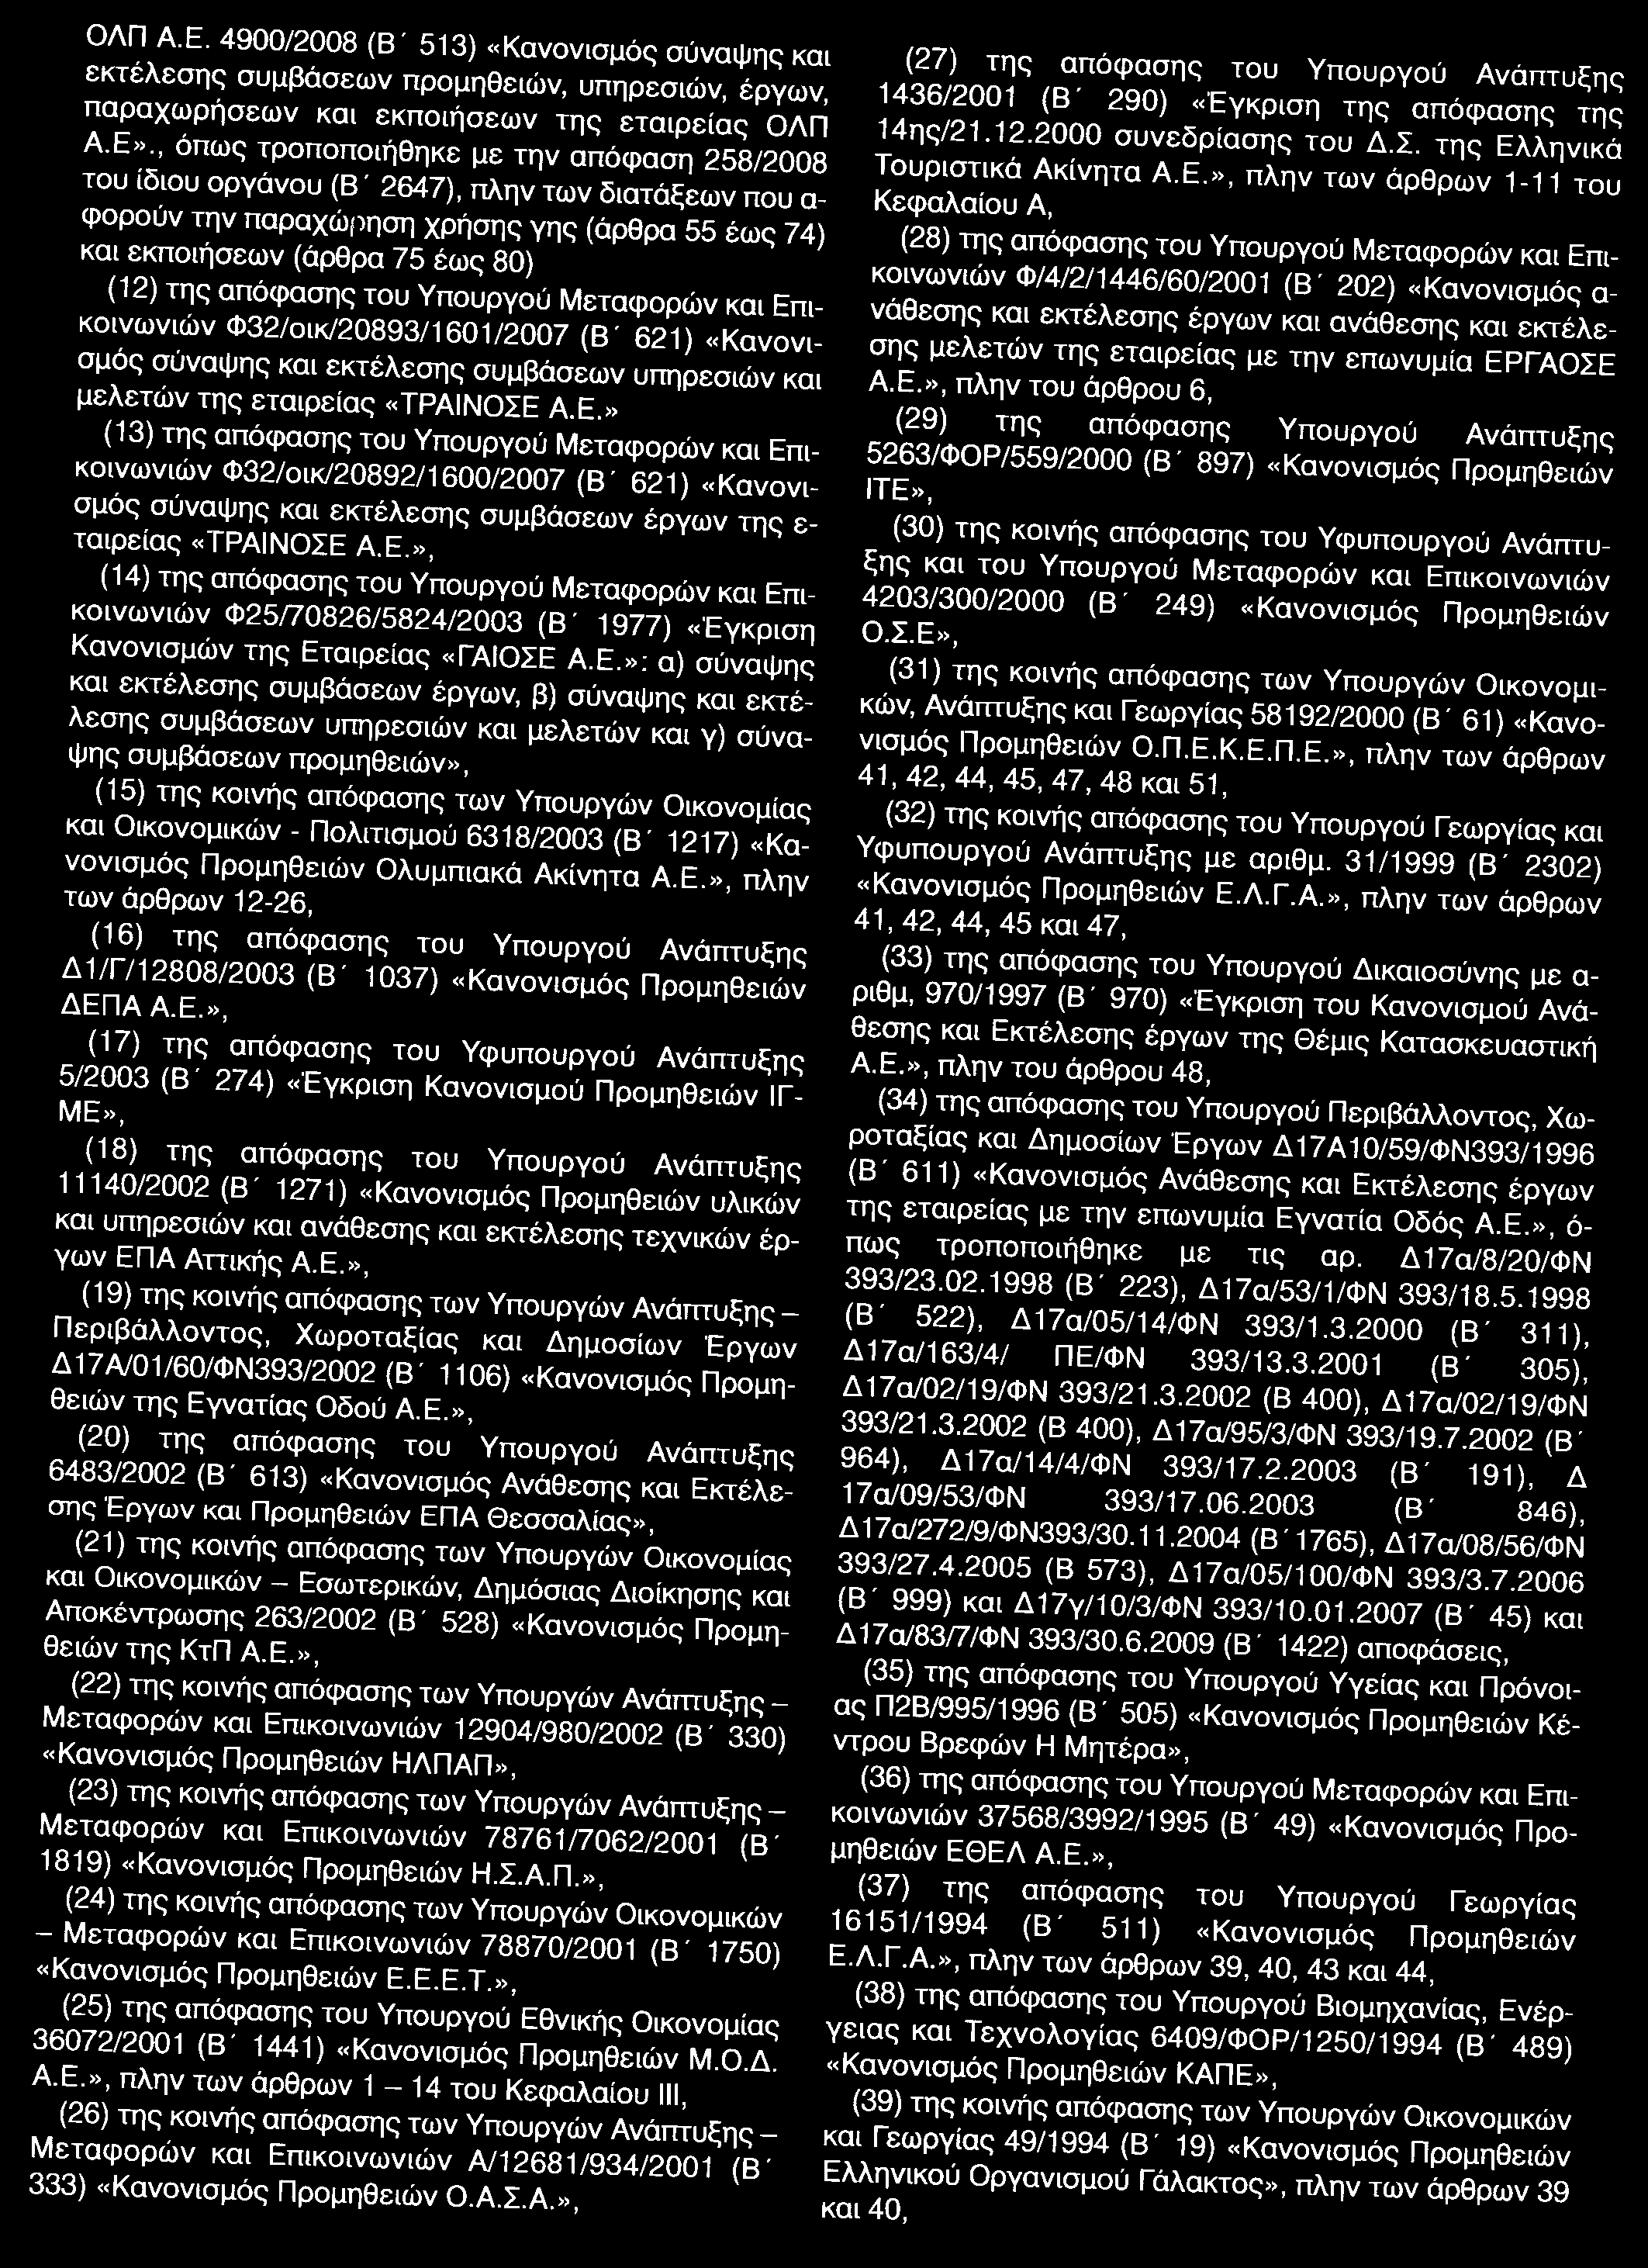 ΟΛΠ Α.Ε. 4900/2008 (Β΄ 513) «Κανονισμός σύναψης και
εκτέλεσης συμβάσεων προμηθειών, υπηρεσιών, έργων,
παραχωρήσεων και εκποιήσεων της εταιρείας ΟΛΠ
Α.Ε»., όπως τροποποιήθηκε με την απόφαση 258/2008
του ίδιου οργάνου (Β΄ 2647), πλην των διατάξεων που α-
φορούν την παραχώρηση χρήσης γης (άρθρα 55 έως 74)
και εκποιήσεων (άρθρα 75 έως 80)
(12) της απόφασης του Υπουργού Μεταφορών και Επι-
κοινωνιών Φ32/οικ/20893/1601/2007 (Β΄ 621) «Κανονι-
σμός σύναψης και εκτέλεσης συμβάσεων υπηρεσιών και
μελετών της εταιρείας «ΤΡΑΙΝΟΣΕ Α.Ε.»
(13) της απόφασης του Υπουργού Μεταφορών και Επι-
κοινωνιών Φ32/οικ/20892/1600/2007 (Β΄ 621) «Κανονι-
σμός σύναψης και εκτέλεσης συμβάσεων έργων της ε-
ταιρείας «ΤΡΑΙΝΟΣΕ Α.Ε.»,
(14) της απόφασης του Υπουργού Μεταφορών και Επι-
κοινωνιών Φ25/70826/5824/2003 (Β΄ 1977) «Έγκριση
Κανονισμών της Εταιρείας «ΓΑΙΟΣΕ Α.Ε.»: α) σύναψης
και εκτέλεσης συμβάσεων έργων, β) σύναψης και εκτέ-
λεσης συμβάσεων υπηρεσιών και μελετών και γ) σύνα-
ψης συμβάσεων προμηθειών»,
(15) της κοινής απόφασης των Υπουργών Οικονομίας
και Οικονομικών - Πολιτισμού 6318/2003 (Β΄ 1217) «Κα-
νονισμός Προμηθειών Ολυμπιακά Ακίνητα Α.Ε.», πλην
των άρθρων 12-26,
(16) της απόφασης του Υπουργού Ανάπτυξης
Δ1/Γ/12808/2003 (Β΄ 1037) «Κανονισμός Προμηθειών
ΔΕΠΑ Α.Ε.»,
(17) της απόφασης του Υφυπουργού Ανάπτυξης
5/2003 (Β΄ 274) «Έγκριση Κανονισμού Προμηθειών ΙΓ-
ΜΕ»,
(18) της απόφασης του Υπουργού Ανάπτυξης
11140/2002 (Β΄ 1271) «Κανονισμός Προμηθειών υλικών
και υπηρεσιών και ανάθεσης και εκτέλεσης τεχνικών έρ-
γων ΕΠΑ Αττικής Α.Ε.»,
(19) της κοινής απόφασης των Υπουργών Ανάπτυξης –
Περιβάλλοντος, Χωροταξίας και Δημοσίων Έργων
Δ17Α/01/60/ΦΝ393/2002 (Β΄ 1106) «Κανονισμός Προμη-
θειών της Εγνατίας Οδού Α.Ε.»,
(20) της απόφασης του Υπουργού Ανάπτυξης
6483/2002 (Β΄ 613) «Κανονισμός Ανάθεσης και Εκτέλε-
σης Έργων και Προμηθειών ΕΠΑ Θεσσαλίας»,
(21) της κοινής απόφασης των Υπουργών Οικονομίας
και Οικονομικών – Εσωτερικών, Δημόσιας Διοίκησης και
Αποκέντρωσης 263/2002 (Β΄ 528) «Κανονισμός Προμη-
θειών της ΚτΠ Α.Ε.»,
(22) της κοινής απόφασης των Υπουργών Ανάπτυξης –
Μεταφορών και Επικοινωνιών 12904/980/2002 (Β΄ 330)
«Κανονισμός Προμηθειών ΗΛΠΑΠ»,
(23) της κοινής απόφασης των Υπουργών Ανάπτυξης –
Μεταφορών και Επικοινωνιών 78761/7062/2001 (Β΄
1819) «Κανονισμός Προμηθειών Η.Σ.Α.Π.»,
(24) της κοινής απόφασης των Υπουργών Οικονομικών
– Μεταφορών και Επικοινωνιών 78870/2001 (Β΄ 1750)
«Κανονισμός Προμηθειών Ε.Ε.Ε.Τ.»,
(25) της απόφασης του Υπουργού Εθνικής Οικονομίας
36072/2001 (Β΄ 1441) «Κανονισμός Προμηθειών Μ.Ο.Δ.
Α.Ε.», πλην των άρθρων 1 – 14 του Κεφαλαίου ΙΙΙ,
(26) της κοινής απόφασης των Υπουργών Ανάπτυξης –
Μεταφορών και Επικοινωνιών Α/12681/934/2001 (Β΄
333) «Κανονισμός Προμηθειών Ο.Α.Σ.Α.»,
(27) της απόφασης του Υπουργού Ανάπτυξης
1436/2001 (Β΄ 290) «Έγκριση της απόφασης της
14ης/21.12.2000 συνεδρίασης του Δ.Σ. της Ελληνικά
Τουριστικά Ακίνητα Α.Ε.», πλην των άρθρων 1-11 του
Κεφαλαίου Α,
(28) της απόφασης του Υπουργού Μεταφορών και Επι-
κοινωνιών Φ/4/2/1446/60/2001 (Β΄ 202) «Κανονισμός α-
νάθεσης και εκτέλεσης έργων και ανάθεσης και εκτέλε-
σης μελετών της εταιρείας με την επωνυμία ΕΡΓΑΟΣΕ
Α.Ε.», πλην του άρθρου 6,
(29) της απόφασης Υπουργού Ανάπτυξης
5263/ΦΟΡ/559/2000 (Β΄ 897) «Κανονισμός Προμηθειών
ΙΤΕ»,
(30) της κοινής απόφασης του Υφυπουργού Ανάπτυ-
ξης και του Υπουργού Μεταφορών και Επικοινωνιών
4203/300/2000 (Β΄ 249) «Κανονισμός Προμηθειών
Ο.Σ.Ε»,
(31) της κοινής απόφασης των Υπουργών Οικονομι-
κών, Ανάπτυξης και Γεωργίας 58192/2000 (Β΄ 61) «Κανο-
νισμός Προμηθειών Ο.Π.Ε.Κ.Ε.Π.Ε.», πλην των άρθρων
41, 42, 44, 45, 47, 48 και 51,
(32) της κοινής απόφασης του Υπουργού Γεωργίας και
Υφυπουργού Ανάπτυξης με αριθμ. 31/1999 (Β΄ 2302)
«Κανονισμός Προμηθειών Ε.Λ.Γ.Α.», πλην των άρθρων
41, 42, 44, 45 και 47,
(33) της απόφασης του Υπουργού Δικαιοσύνης με α-
ριθμ, 970/1997 (Β΄ 970) «Έγκριση του Κανονισμού Ανά-
θεσης και Εκτέλεσης έργων της Θέμις Κατασκευαστική
Α.Ε.», πλην του άρθρου 48,
(34) της απόφασης του Υπουργού Περιβάλλοντος, Χω-
ροταξίας και Δημοσίων Έργων Δ17Α10/59/ΦΝ393/1996
(Β΄ 611) «Κανονισμός Ανάθεσης και Εκτέλεσης έργων
της εταιρείας με την επωνυμία Εγνατία Οδός Α.Ε.», ό-
πως τροποποιήθηκε με τις αρ. Δ17α/8/20/ΦΝ
393/23.02.1998 (Β΄ 223), Δ17α/53/1/ΦΝ 393/18.5.1998
(Β΄ 522), Δ17α/05/14/ΦΝ 393/1.3.2000 (Β΄ 311),
Δ17α/163/4/ ΠΕ/ΦΝ 393/13.3.2001 (Β΄ 305),
Δ17α/02/19/ΦΝ 393/21.3.2002 (Β 400), Δ17α/02/19/ΦΝ
393/21.3.2002 (Β 400), Δ17α/95/3/ΦΝ 393/19.7.2002 (Β΄
964), Δ17α/14/4/ΦΝ 393/17.2.2003 (Β΄ 191), Δ
17α/09/53/ΦΝ 393/17.06.2003 (Β΄ 846),
Δ17α/272/9/ΦΝ393/30.11.2004 (Β΄1765), Δ17α/08/56/ΦΝ
393/27.4.2005 (Β 573), Δ17α/05/100/ΦΝ 393/3.7.2006
(Β΄ 999) και Δ17γ/10/3/ΦΝ 393/10.01.2007 (Β΄ 45) και
Δ17α/83/7/ΦΝ 393/30.6.2009 (Β΄ 1422) αποφάσεις,
(35) της απόφασης του Υπουργού Υγείας και Πρόνοι-
ας Π2Β/995/1996 (Β΄ 505) «Κανονισμός Προμηθειών Κέ-
ντρου Βρεφών Η Μητέρα»,
(36) της απόφασης του Υπουργού Μεταφορών και Επι-
κοινωνιών 37568/3992/1995 (Β΄ 49) «Κανονισμός Προ-
μηθειών ΕΘΕΛ Α.Ε.»,
(37) της απόφασης του Υπουργού Γεωργίας
16151/1994 (Β΄ 511) «Κανονισμός Προμηθειών
Ε.Λ.Γ.Α.», πλην των άρθρων 39, 40, 43 και 44,
(38) της απόφασης του Υπουργού Βιομηχανίας, Ενέρ-
γειας και Τεχνολογίας 6409/ΦΟΡ/1250/1994 (Β΄ 489)
«Κανονισμός Προμηθειών ΚΑΠΕ»,
(39) της κοινής απόφασης των Υπουργών Οικονομικών
και Γεωργίας 49/1994 (Β΄ 19) «Κανονισμός Προμηθειών
Ελληνικού Οργανισμού Γάλακτος», πλην των άρθρων 39
και 40,